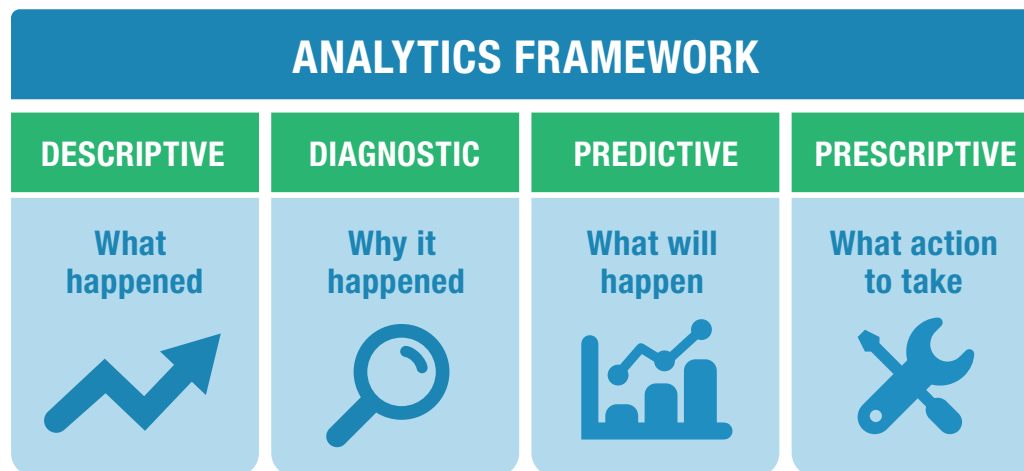 ANALYTICS FRAMEWORK
DESCRIPTIVE
What
happened
DIAGNOSTIC
Why it
happened
PREDICTIVE
What will
happen
PRESCRIPTIVE
What action
to take